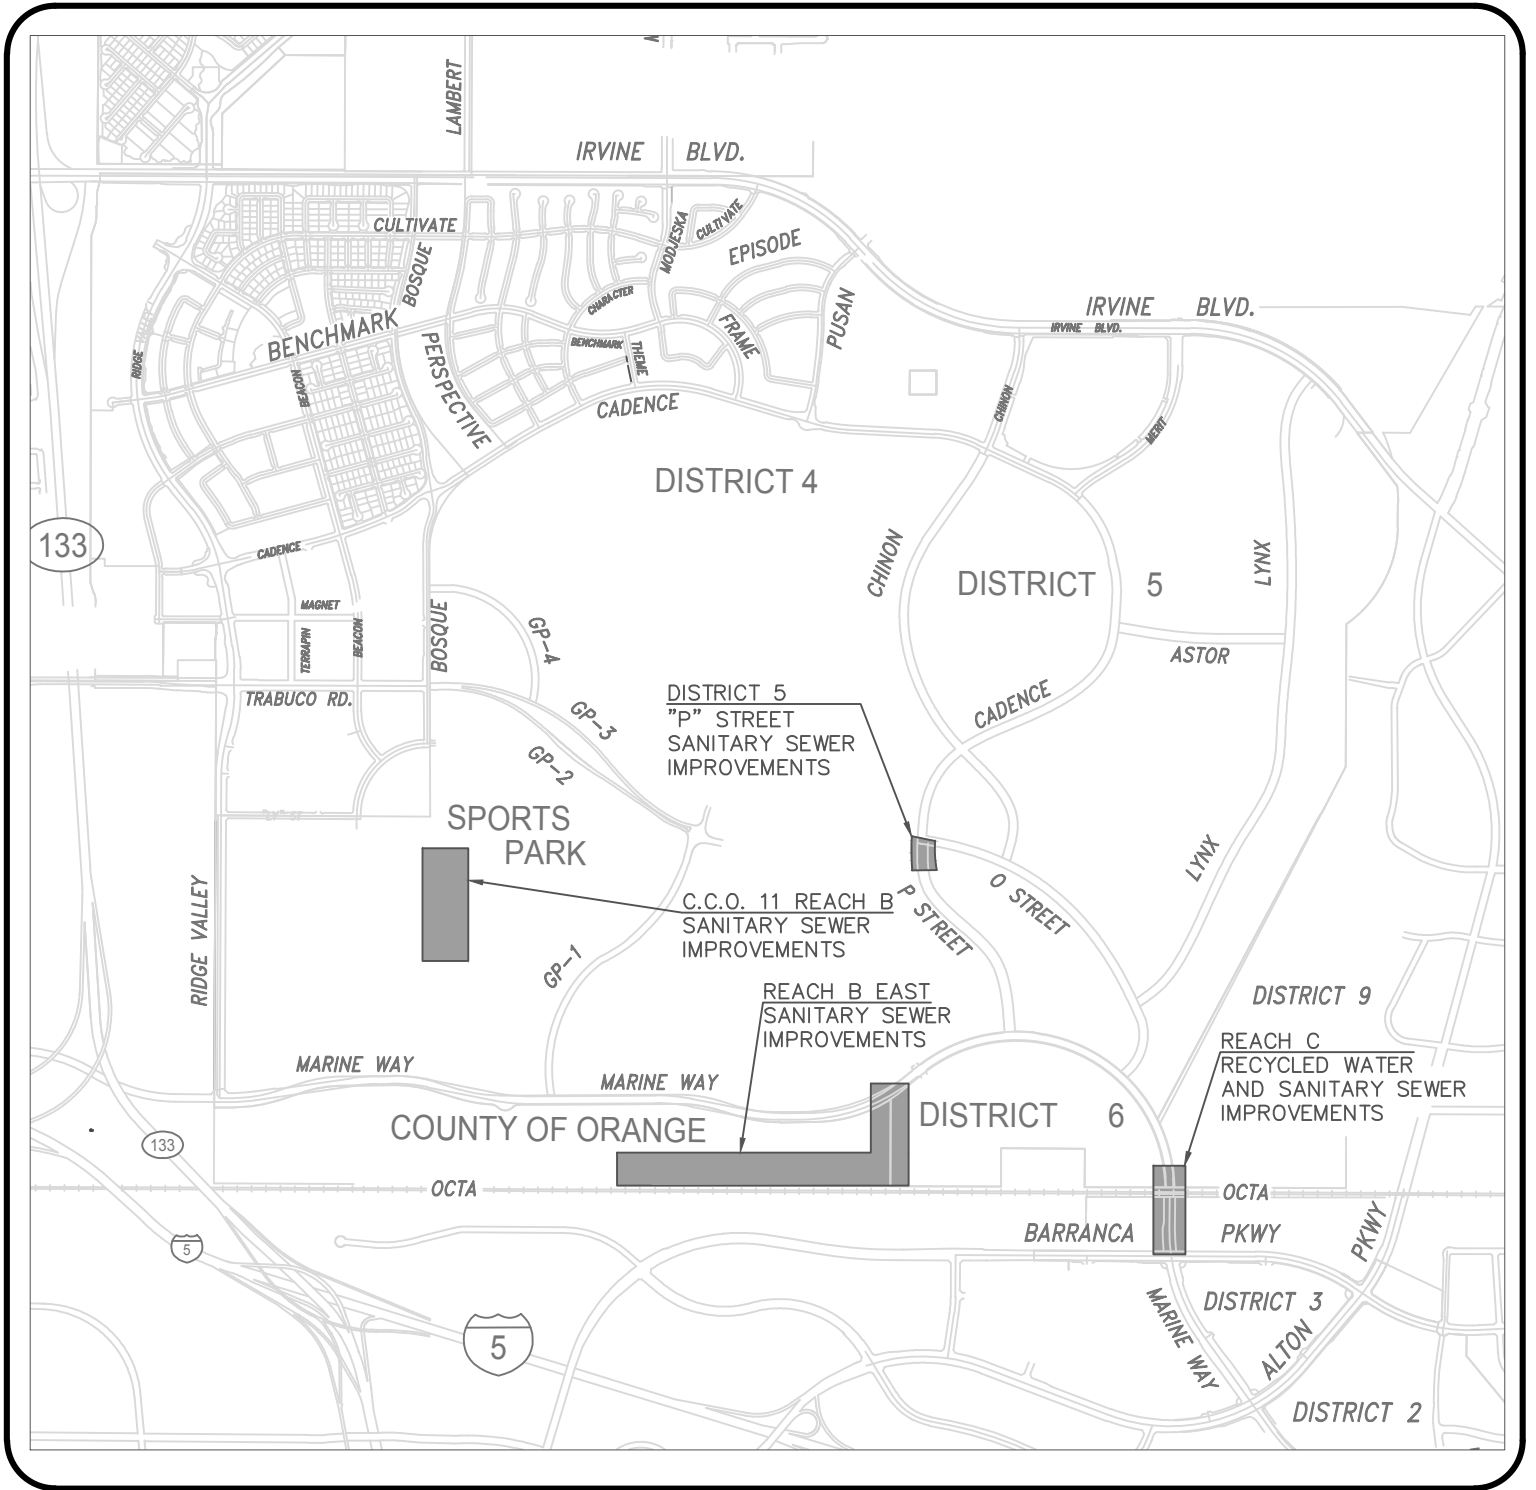 LAMBERT
IRVINE BLVD.
CULTIVATE
BOSQUE
MODJESKA
CULTIVATE
EPISODE
CHARACTER
PUSAN
IRVINE BLVD.
IRVINE BLVD.
BENCHMARK
PERSPECTIVE
BENCHMARK
THEME
FRAME
RIDGE
BEACON
CADENCE
CHINON
MERIT
DISTRICT 4
133
CADENCE
CHINON
DISTRICT 5
LYNX
MAGNET
TERRAPIN
BEACON
BOSQUE
GP-4
ASTOR
TRABUCO RD.
GP-3
GP-2
DISTRICT 5
"P" STREET
SANITARY SEWER
IMPROVEMENTS
CADENCE
SPORTS
PARK
LYNX
RIDGE VALLEY
C.C.O. 11 REACH B
SANITARY SEWER
IMPROVEMENTS
P STREET
O STREET
GP-1
REACH B EAST
SANITARY SEWER
IMPROVEMENTS
DISTRICT 9
REACH C
RECYCLED WATER
AND SANITARY SEWER
IMPROVEMENTS
MARINE WAY
MARINE WAY
COUNTY OF ORANGE
DISTRICT 6
133
OCTA
OCTA
BARRANCA PKWY
PKWY
5
5
MARINE WAY
DISTRICT 3
ALTON
DISTRICT 2